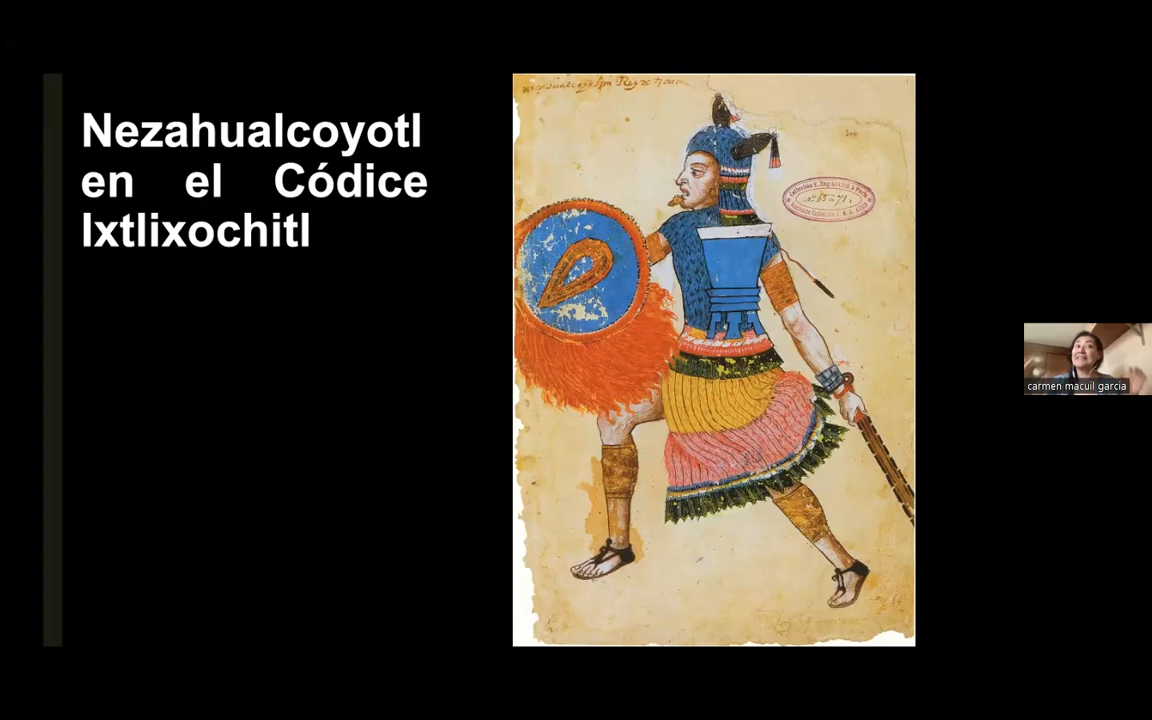 Nezahualcoyotl
en el Códice
Ixtlixochitl
carmen macuil garcia